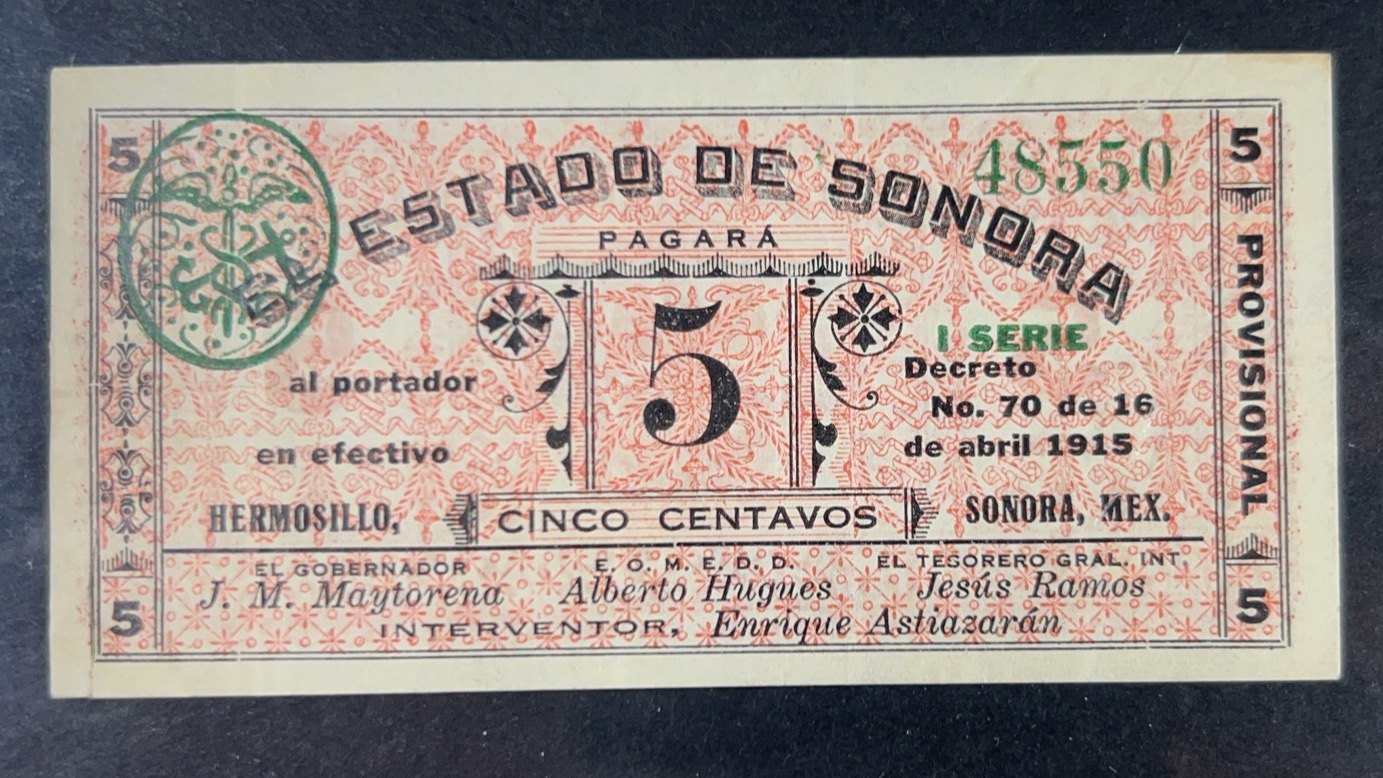 5
5
EL ESTADO DE SONORA
48550
PAGARÁ
5
I SERIE
al portador
Decreto
No. 70 de 16
en efectivo
de abril 1915
PROVISIONAL
HERMOSILLO,
CINCO CENTAVOS
SONORA, MEX.
EL GOBERNADOR
E. O. M. E. D. D.
EL TESORERO GRAL. INT.
J. M. Maytorena
Alberto Hugues
Jesús Ramos
5
5
INTERVENTOR, Enrique Astiazarán